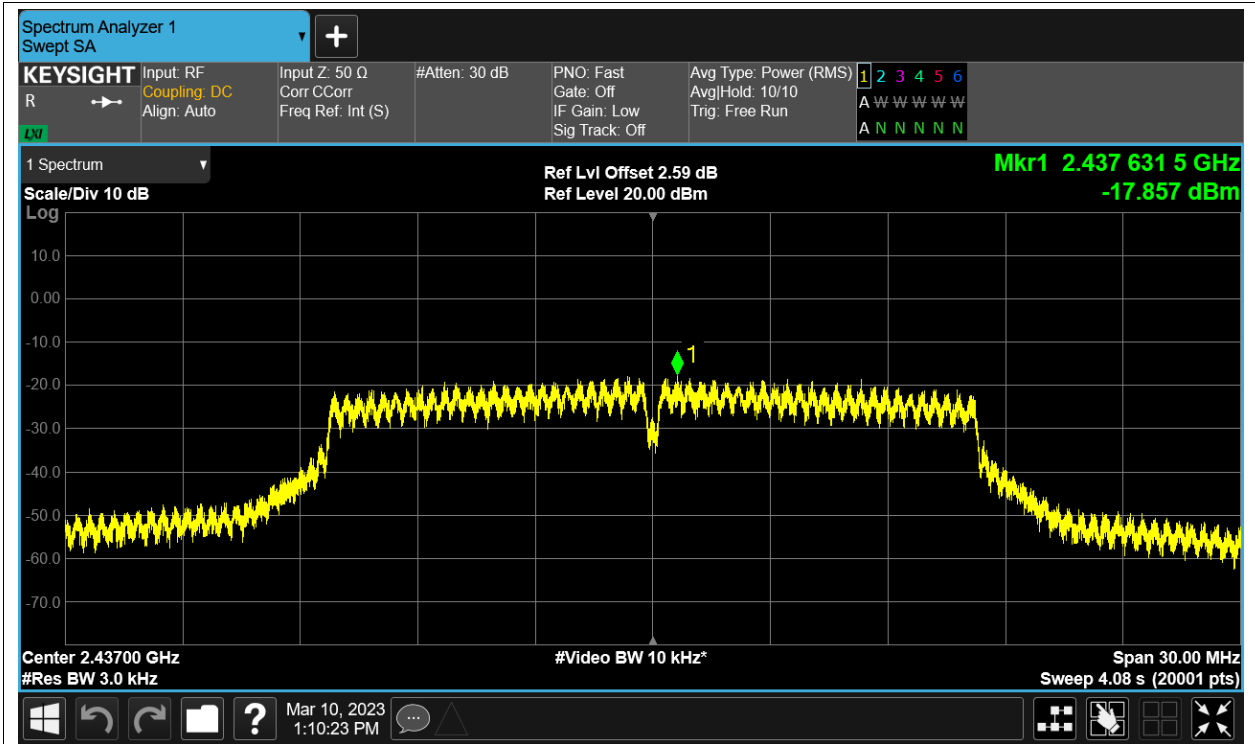 Spectrum Analyzer 1
Swept SA
+
KEYSIGHT
R
LXI
Input: RF
Coupling: DC
Align: Auto
Input Z: 50 Ω
Corr CCorr
Freq Ref: Int (S)
#Atten: 30 dB
PNO: Fast
Gate: Off
IF Gain: Low
Sig Track: Off
Avg Type: Power (RMS)
Avg|Hold: 10/10
Trig: Free Run
1 2 3 4 5 6
A W W W W W
A N N N N N
1 Spectrum
Scale/Div 10 dB
Log
Ref Lvl Offset 2.59 dB
Ref Level 20.00 dBm
Mkr1 2.437 631 5 GHz
-17.857 dBm
10.0
0.00
-10.0
1
-20.0
-30.0
-40.0
-50.0
-60.0
-70.0
Center 2.43700 GHz
#Res BW 3.0 kHz
#Video BW 10 kHz*
Span 30.00 MHz
Sweep 4.08 s (20001 pts)
?
Mar 10, 2023
1:10:23 PM